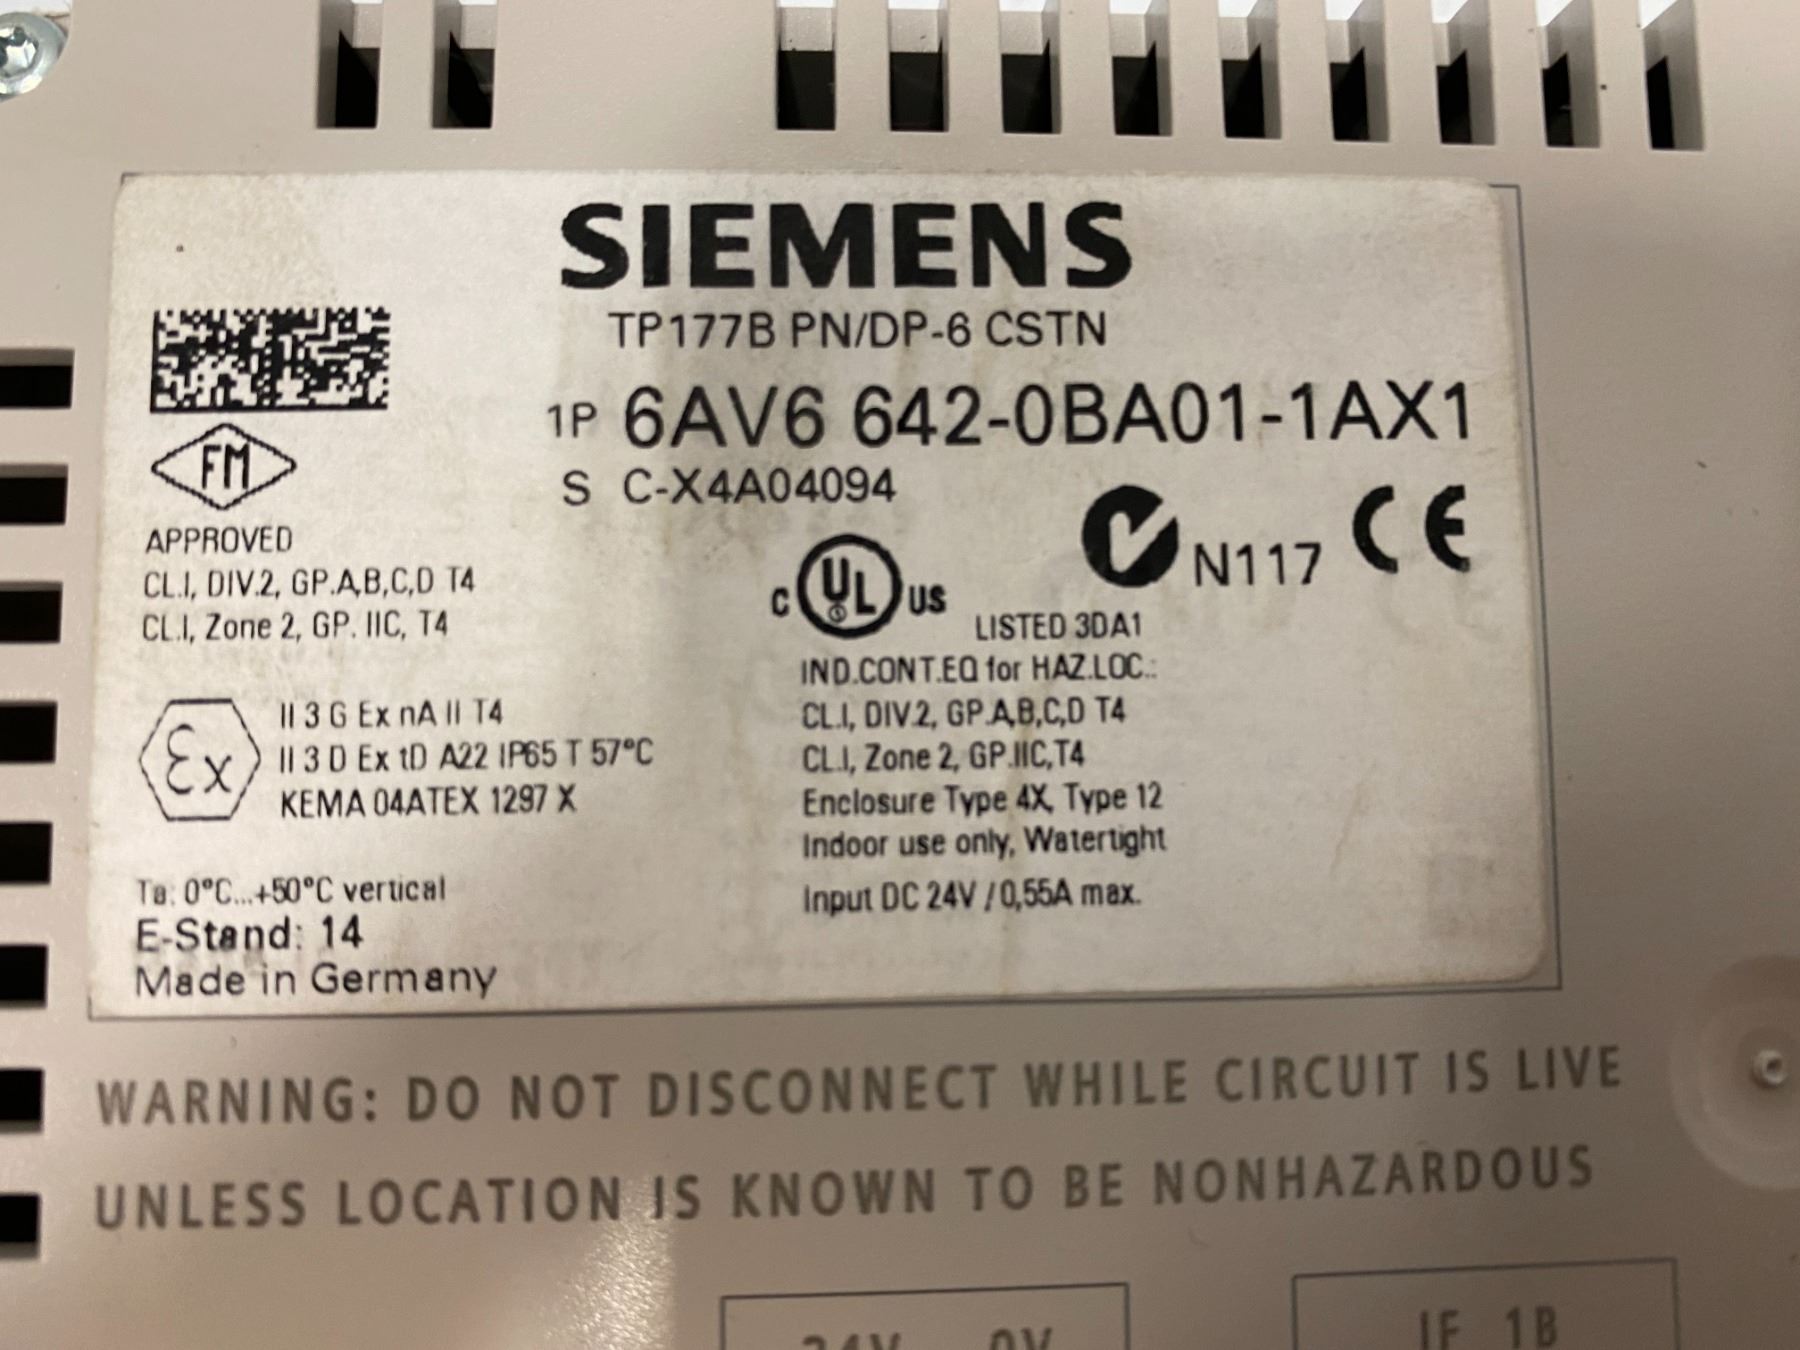 SIEMENS
TP177B PN/DP-6 CSTN
1P 6AV6 642-0BA01-1AX1
S C-X4A04094
FM
APPROVED
CL.I, DIV.2, GP.A,B,C,D T4
CL.I, Zone 2, GP. IIC, T4
N117 CE
C UL US
LISTED 3DA1
IND.CONT.EQ for HAZ.LOC.:
CL.I, DIV.2, GP.A,B,C,D T4
CL.I, Zone 2, GP.IIC,T4
Enclosure Type 4X, Type 12
Indoor use only, Watertight
Input DC 24V / 0,55A max.
Ex
II 3 G Ex nA II T4
II 3 D Ex tD A22 IP65 T 57°C
KEMA 04ATEX 1297 X
Ta: 0°C...+50°C vertical
E-Stand: 14
Made in Germany
WARNING: DO NOT DISCONNECT WHILE CIRCUIT IS LIVE
UNLESS LOCATION IS KNOWN TO BE NONHAZARDOUS
24V 0V
IF 1B